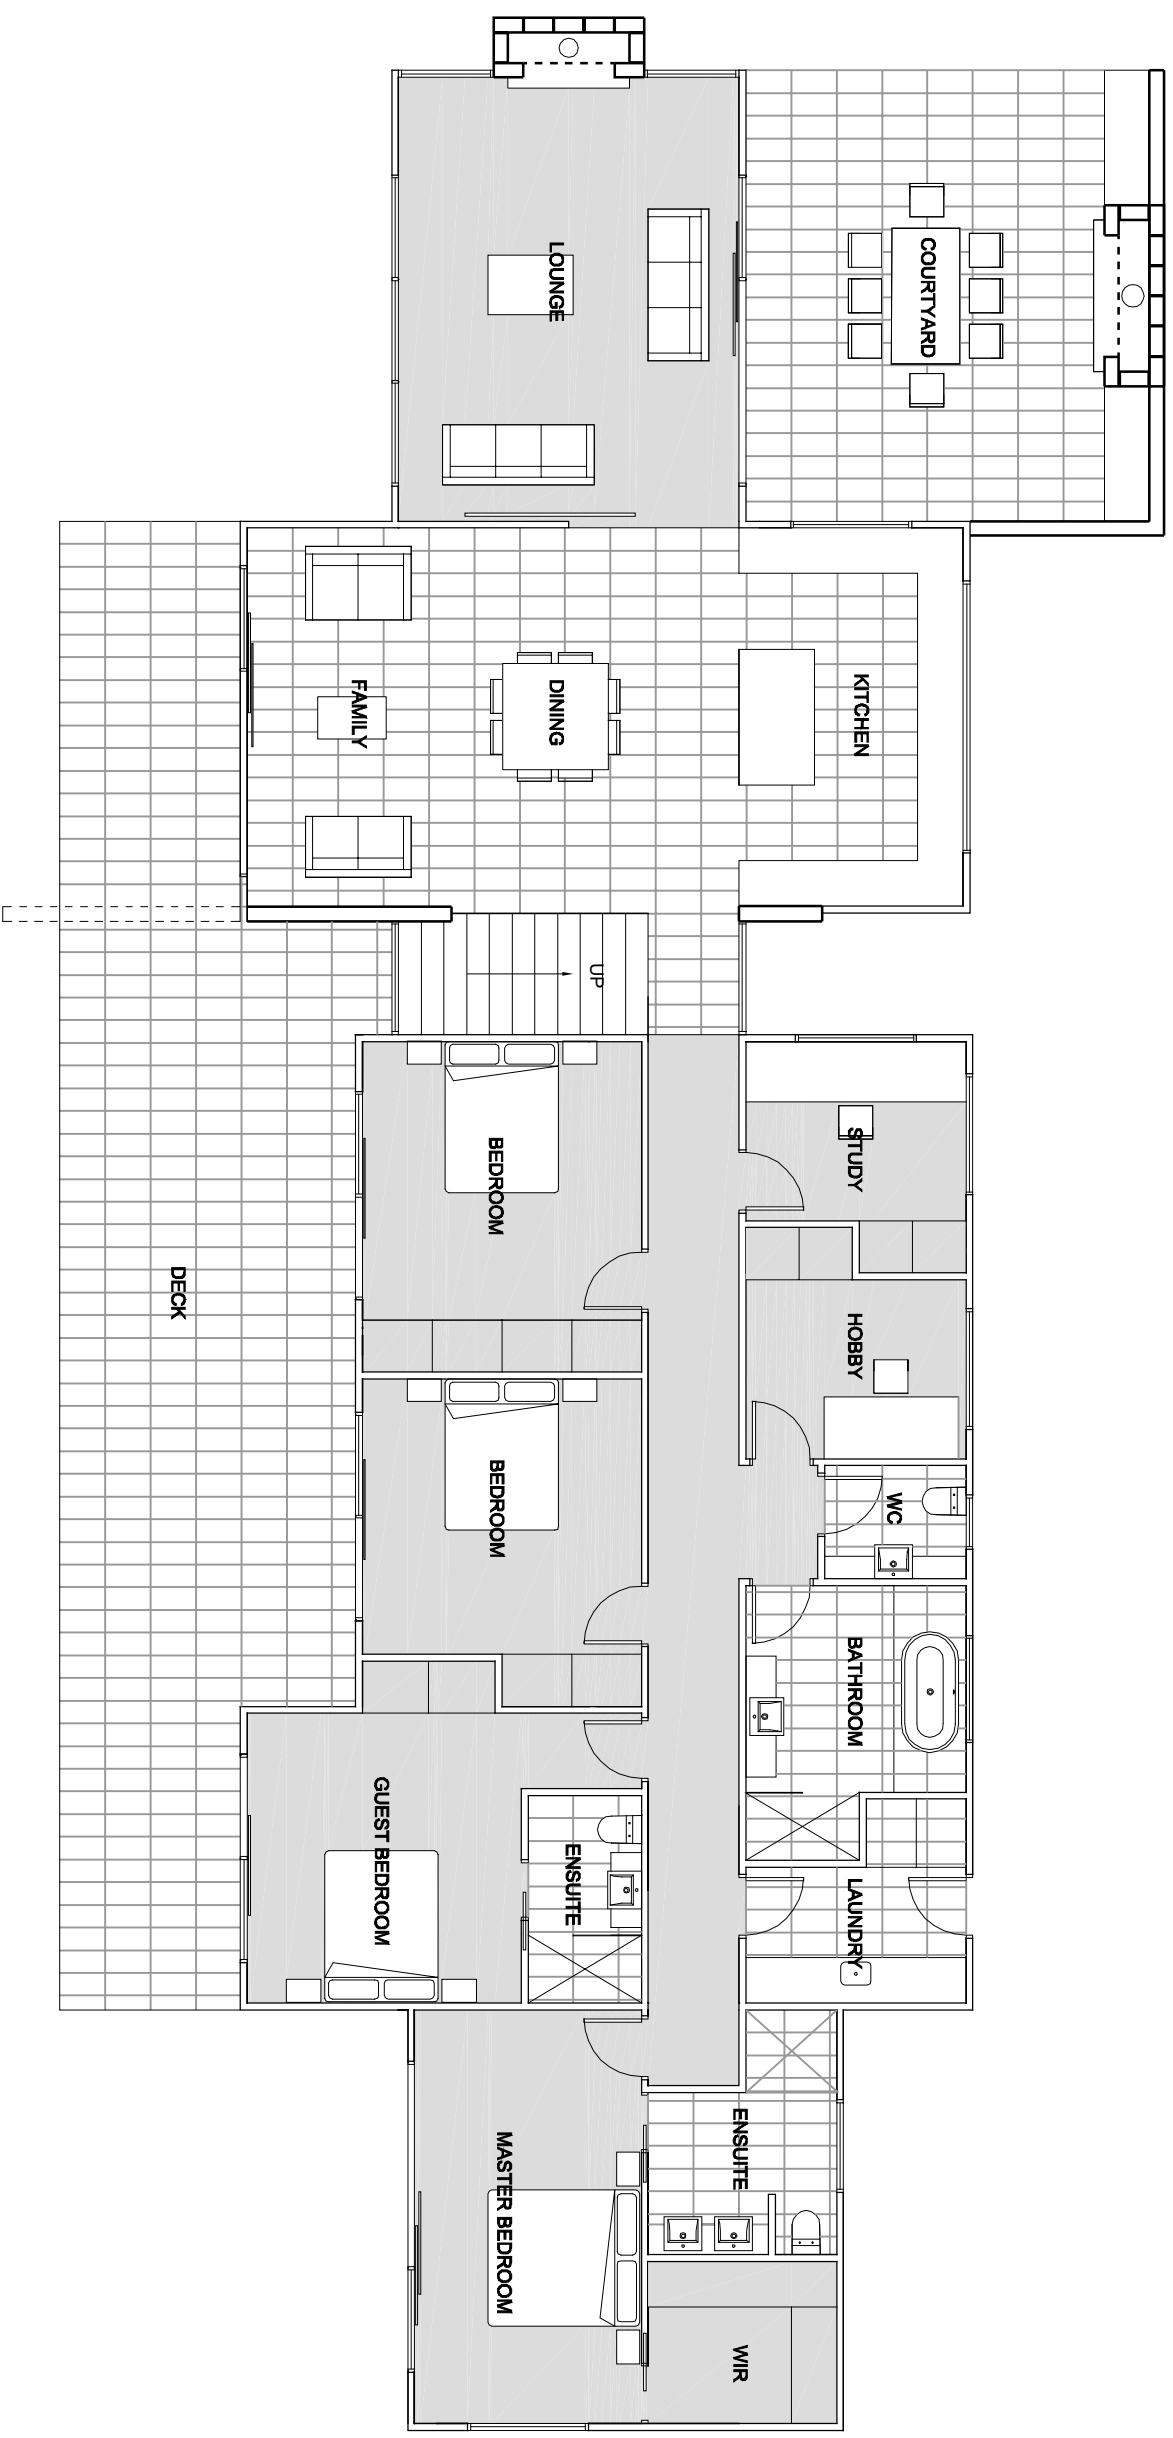 LOUNGE
COURTYARD
FAMILY
DINING
KITCHEN
UP
BEDROOM
STUDY
DECK
HOBBY
BEDROOM
WC
BATHROOM
GUEST BEDROOM
ENSUITE
LAUNDRY
MASTER BEDROOM
ENSUITE
WIR